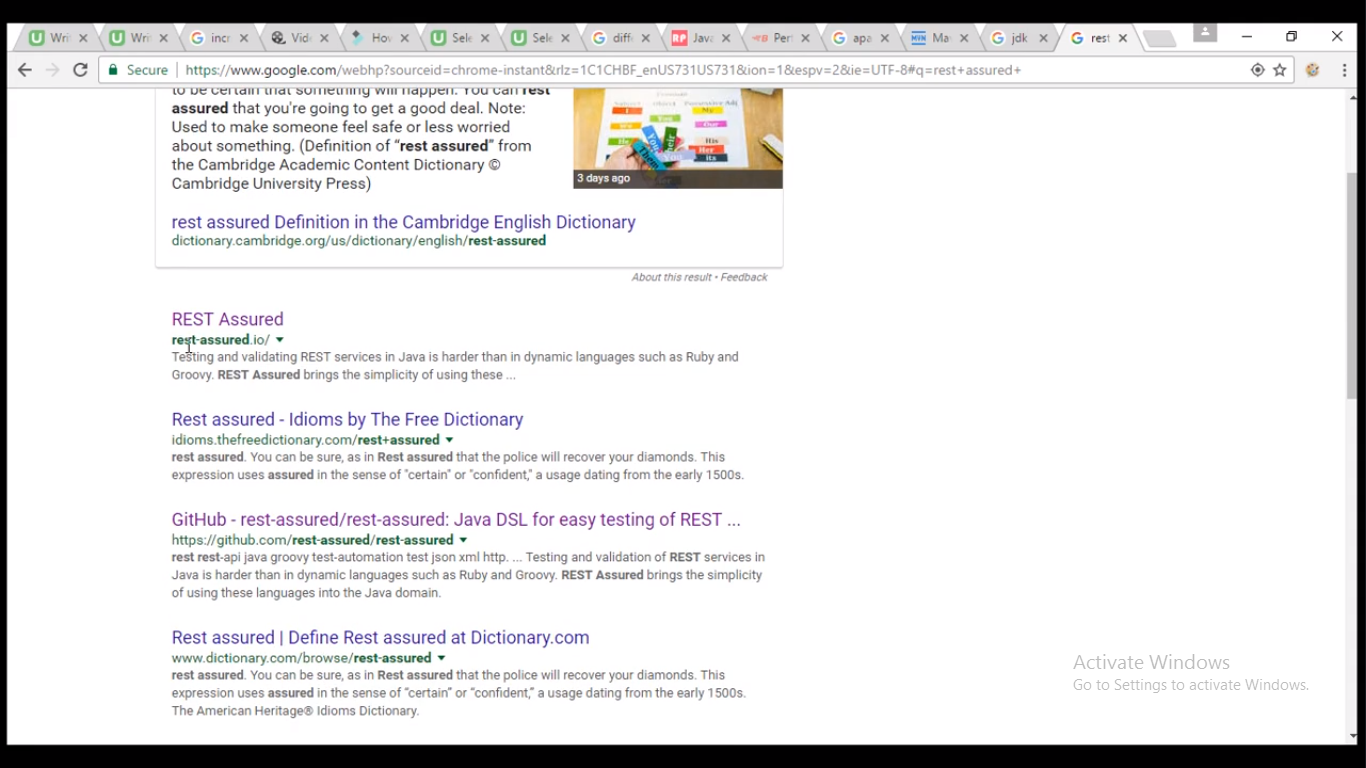 Wri
Wri
incr
Vid
How
Sele
Sele
diff
Java
Per
apa
Ma
jdk
rest
Secure
https://www.google.com/webhp?sourceid=chrome-instant&rlz=1C1CHBF_enUS731US731&ion=1&espv=2&ie=UTF-8#q=rest+assured+
to be certain that something will happen. You can rest
assured that you're going to get a good deal. Note:
Used to make someone feel safe or less worried
about something. (Definition of “rest assured” from
the Cambridge Academic Content Dictionary ©
Cambridge University Press)
3 days ago
rest assured Definition in the Cambridge English Dictionary
dictionary.cambridge.org/us/dictionary/english/rest-assured
About this result • Feedback
REST Assured
rest-assured.io/
Testing and validating REST services in Java is harder than in dynamic languages such as Ruby and
Groovy. REST Assured brings the simplicity of using these ...
Rest assured - Idioms by The Free Dictionary
idioms.thefreedictionary.com/rest+assured
rest assured. You can be sure, as in Rest assured that the police will recover your diamonds. This
expression uses assured in the sense of "certain" or "confident," a usage dating from the early 1500s.
GitHub - rest-assured/rest-assured: Java DSL for easy testing of REST ...
https://github.com/rest-assured/rest-assured
rest rest-api java groovy test-automation test json xml http. ... Testing and validation of REST services in
Java is harder than in dynamic languages such as Ruby and Groovy. REST Assured brings the simplicity
of using these languages into the Java domain.
Rest assured | Define Rest assured at Dictionary.com
www.dictionary.com/browse/rest-assured
rest assured. You can be sure, as in Rest assured that the police will recover your diamonds. This
expression uses assured in the sense of “certain” or “confident,” a usage dating from the early 1500s.
The American Heritage® Idioms Dictionary.
Activate Windows
Go to Settings to activate Windows.